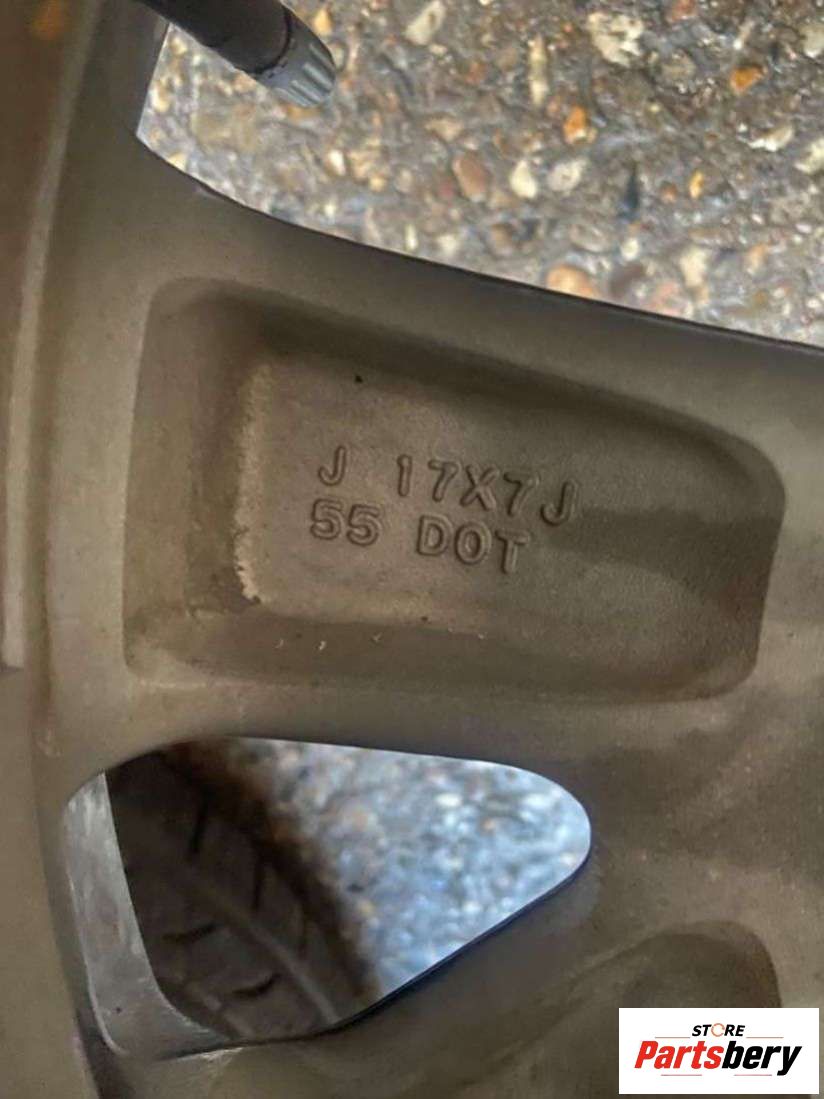 J 17X7J
55 DOT
STORE
Partsbery